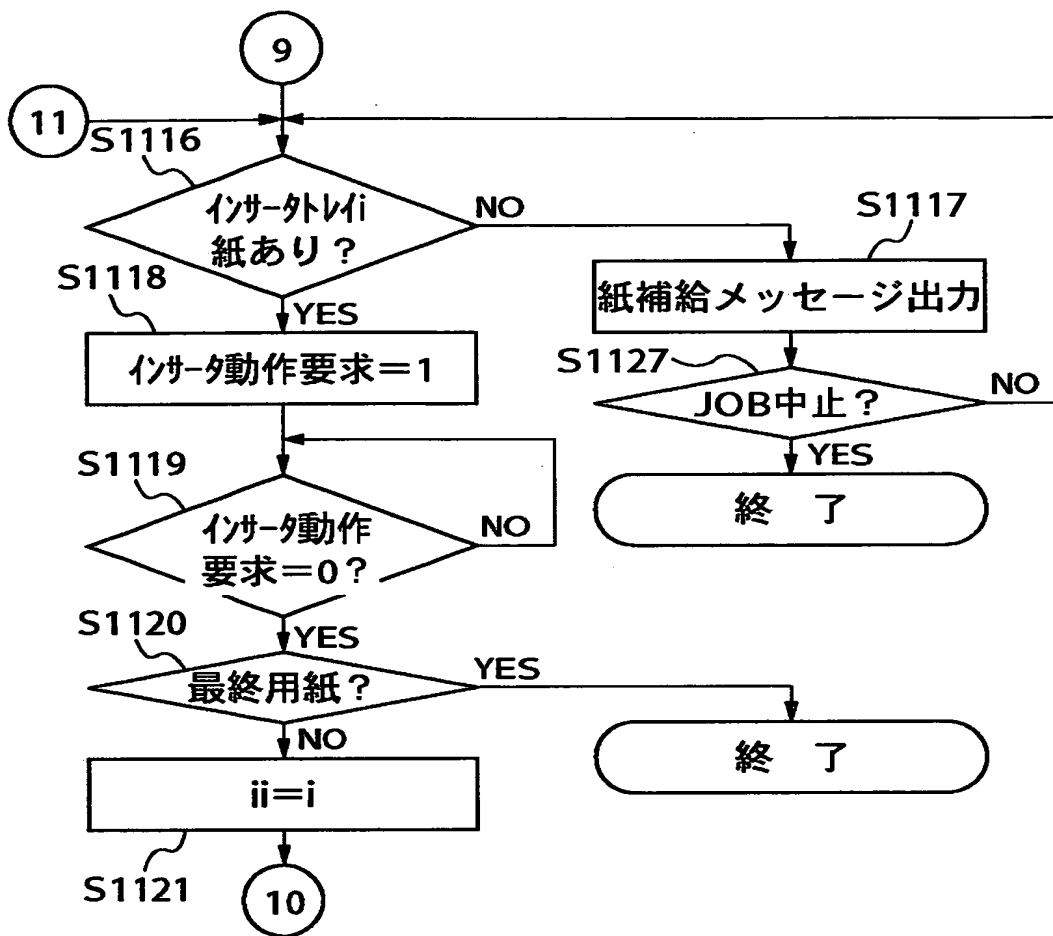 9
11
S1116
インサータトレイi
紙あり？
NO
S1117
紙補給メッセージ出力
S1118
YES
インサータ動作要求＝1
S1127
JOB中止？
NO
YES
終　了
S1119
インサータ動作
要求＝0？
NO
S1120
YES
最終用紙？
YES
NO
終　了
ii＝i
S1121
10